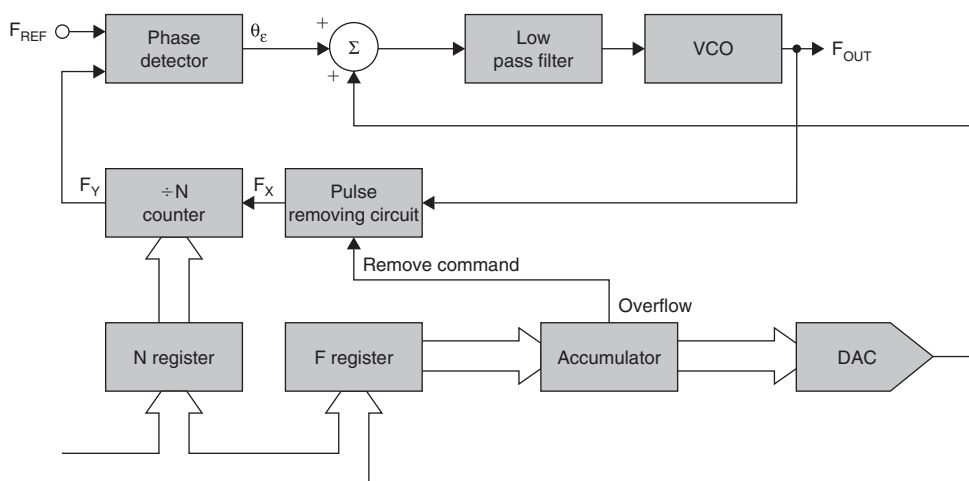 F_REF
Phase
detector
θ_ε
+
+
Σ
Low
pass filter
VCO
F_OUT
F_Y
÷N
counter
F_X
Pulse
removing circuit
Remove command
Overflow
N register
F register
Accumulator
DAC